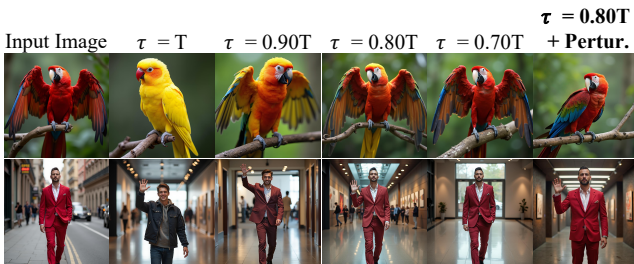 𝝉 = 0.80T
Input Image τ = T τ = 0.90T τ = 0.80T τ = 0.70T + Pertur.